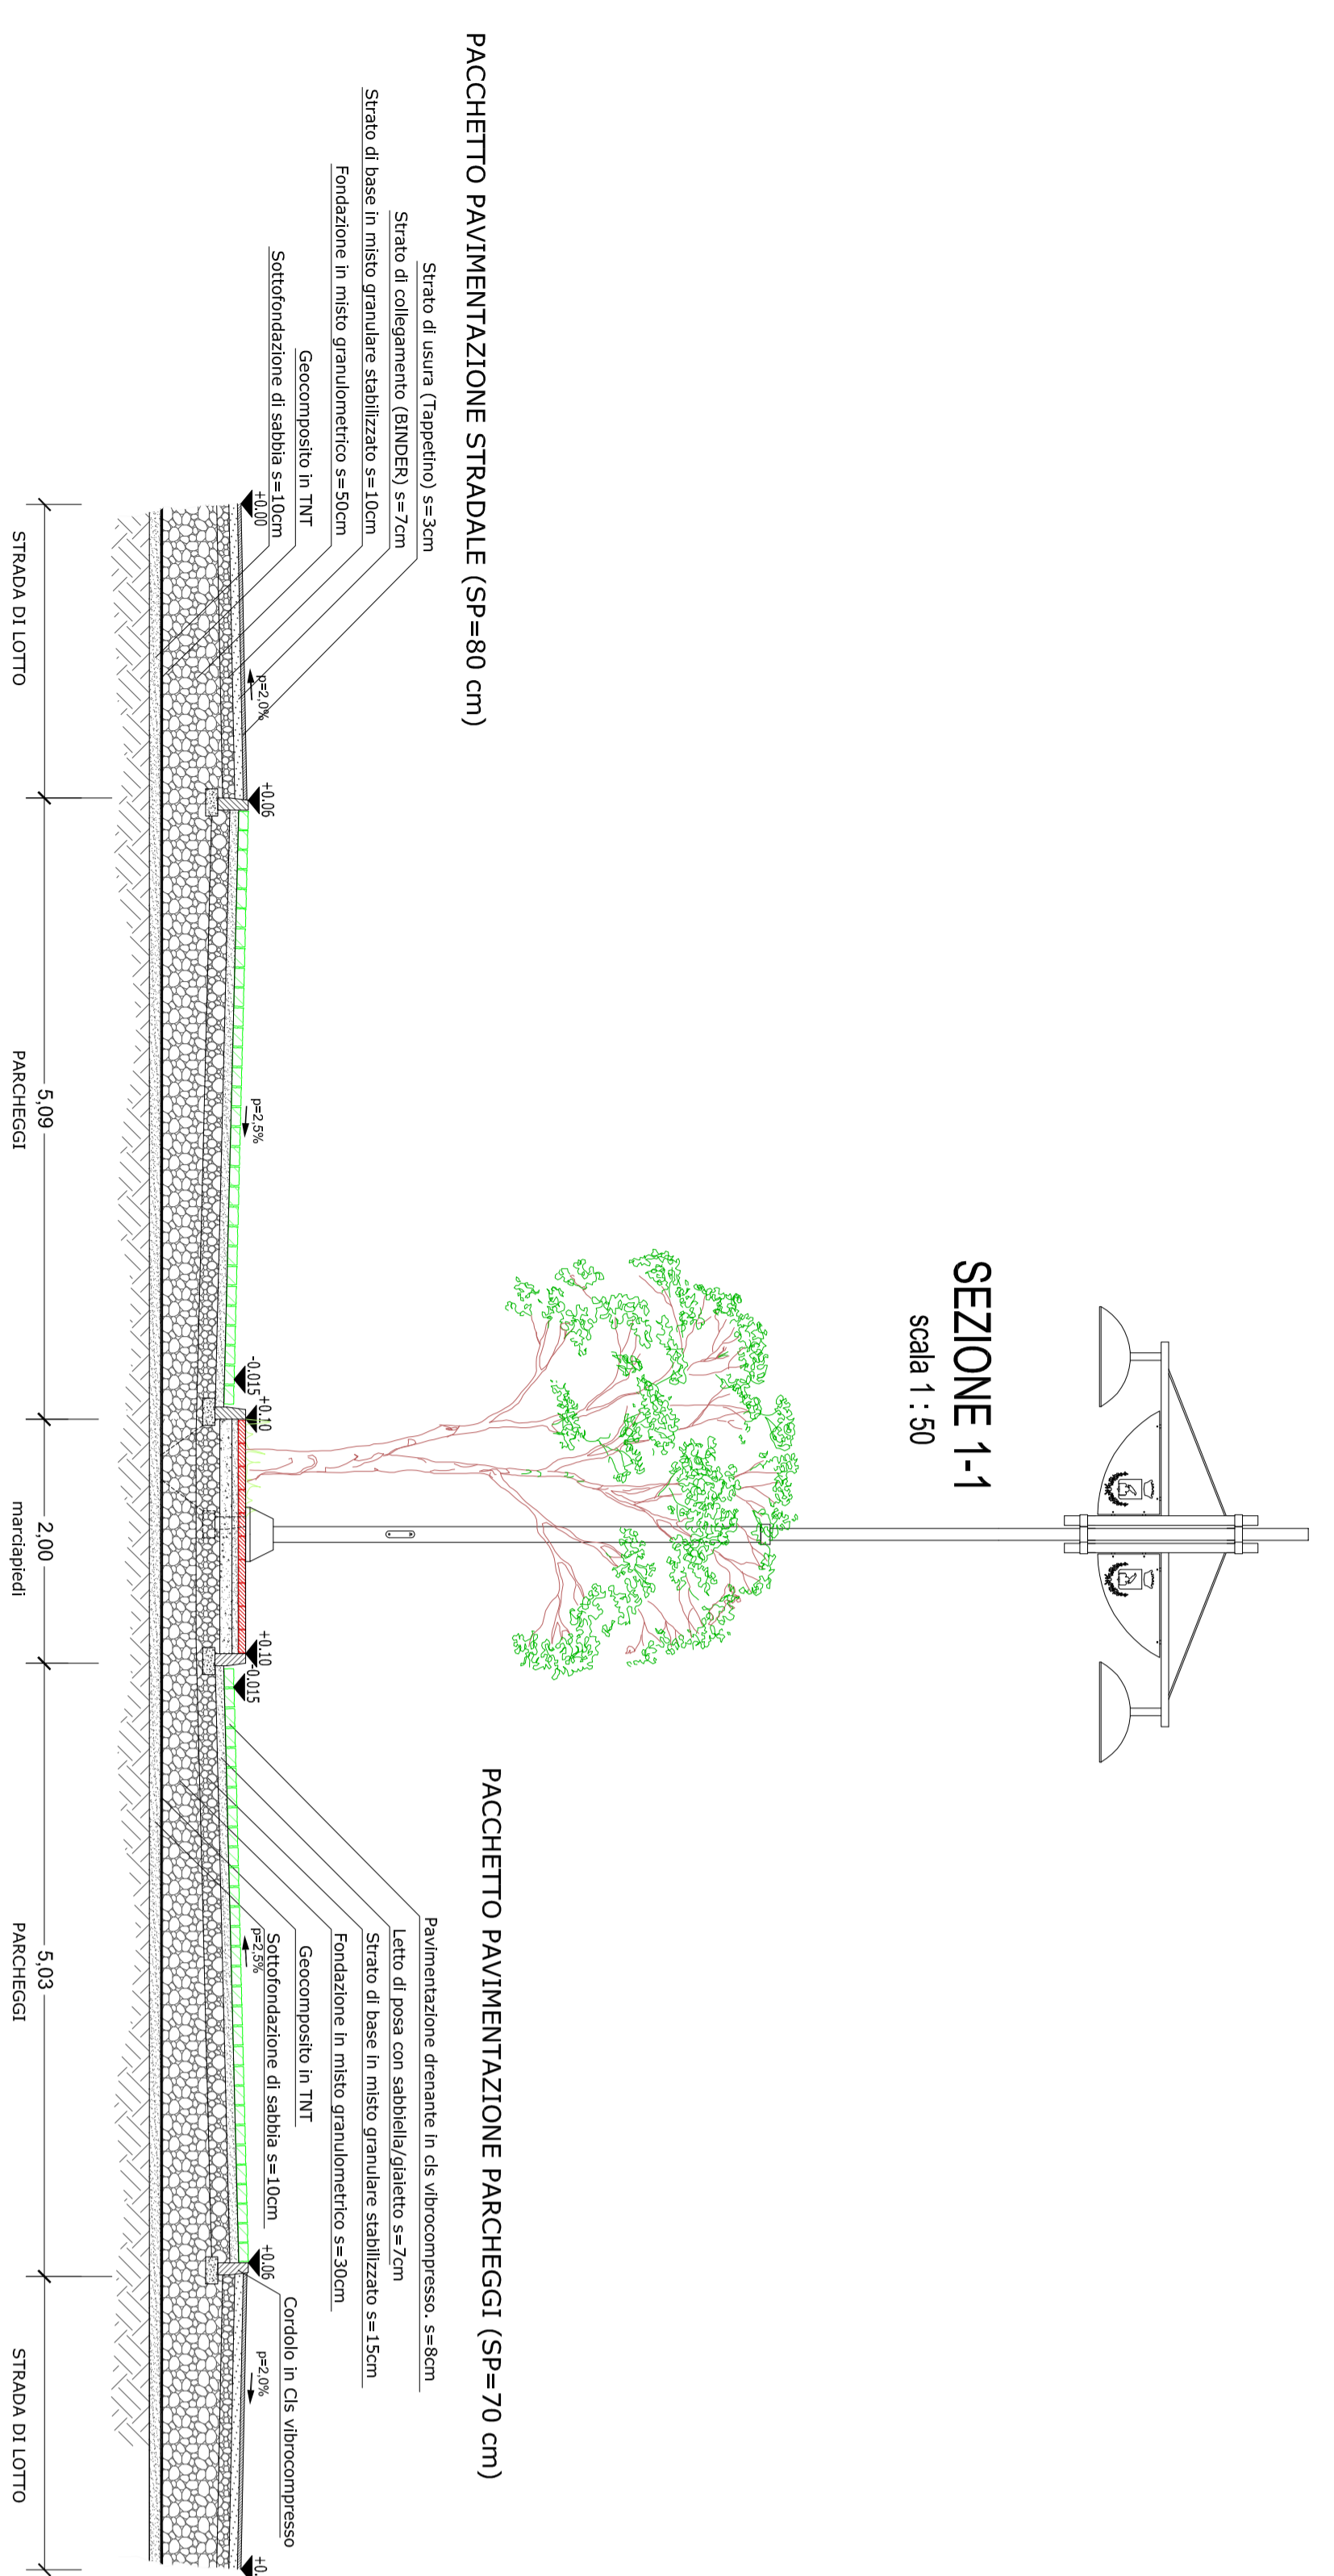 SEZIONE 1-1
scala 1 : 50
PACCHETTO PAVIMENTAZIONE STRADALE (SP=80 cm)
Strato di usura (Tappetino) s=3cm
Strato di collegamento (BINDER) s=7cm
Strato di base in misto granulare stabilizzato s=10cm
Fondazione in misto granulometrico s=50cm
Geocomposito in TNT
Sottofondazione di sabbia s=10cm
PACCHETTO PAVIMENTAZIONE PARCHEGGI (SP=70 cm)
Pavimentazione drenante in cls vibrocompresso. s=8cm
Letto di posa con sabbiella/giaietto s=7cm
Strato di base in misto granulare stabilizzato s=15cm
Fondazione in misto granulometrico s=30cm
Geocomposito in TNT
Sottofondazione di sabbia s=10cm
Cordolo in Cls vibrocompresso
+0.00
p=2,0%
+0.06
p=2,5%
-0.015
+0.10
+0.10
-0.015
p=2,5%
+0.06
p=2,0%
+0.
5,09
2,00
5,03
STRADA DI LOTTO
PARCHEGGI
marciapiedi
PARCHEGGI
STRADA DI LOTTO